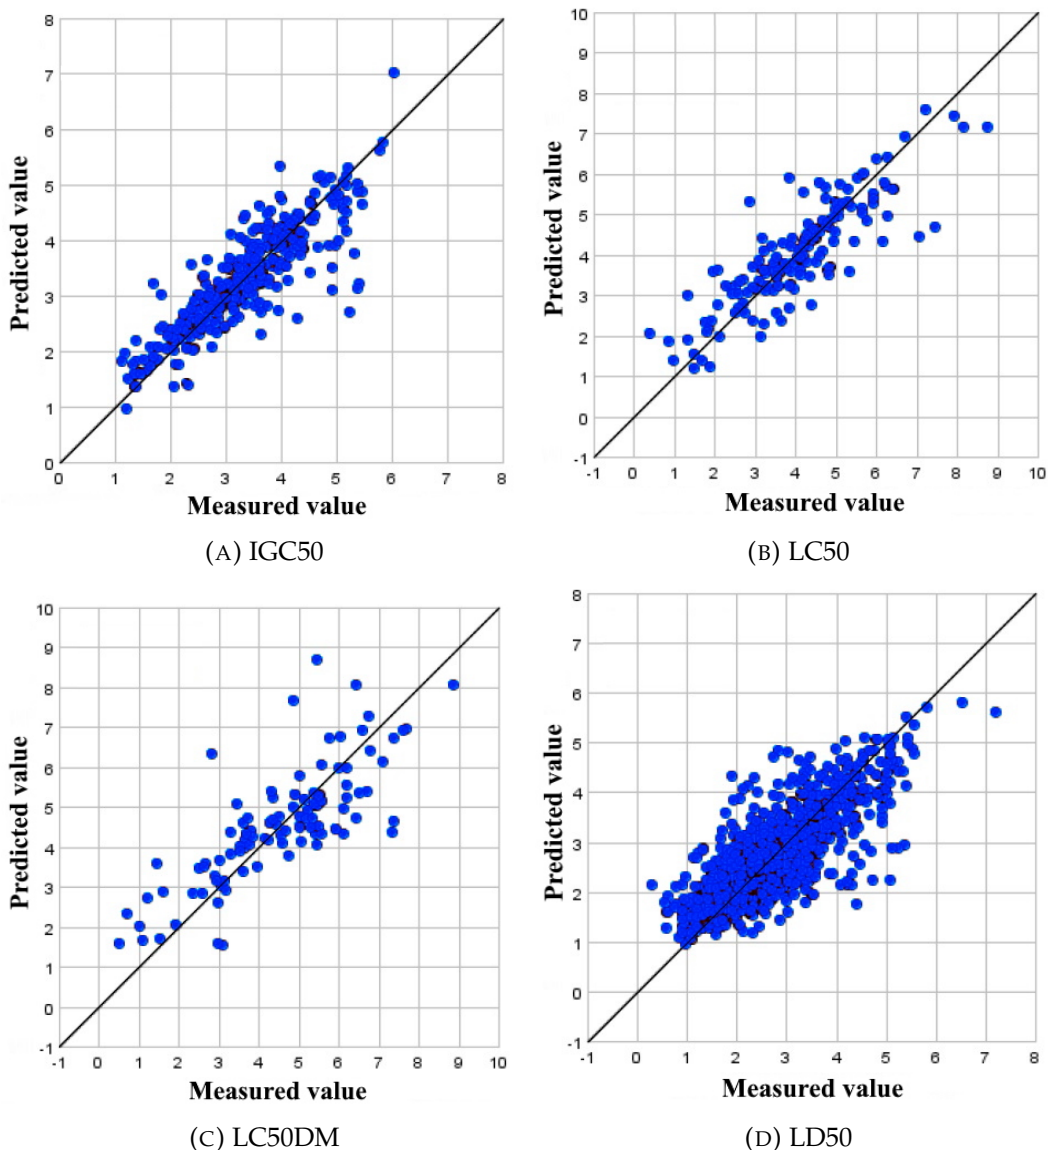 8
7
6
5
4
3
2
1
0
0 1 2 3 4 5 6 7 8
Predicted value
Measured value
(A) IGC50
10
9
8
7
6
5
4
3
2
1
0
-1
-1 0 1 2 3 4 5 6 7 8 9 10
Predicted value
Measured value
(B) LC50
10
9
8
7
6
5
4
3
2
1
0
-1
-1 0 1 2 3 4 5 6 7 8 9 10
Predicted value
Measured value
(C) LC50DM
8
7
6
5
4
3
2
1
0
-1
-1 0 1 2 3 4 5 6 7 8
Predicted value
Measured value
(D) LD50